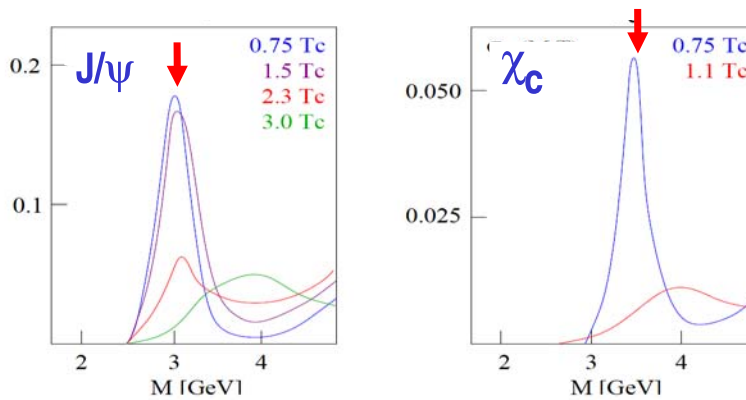 J/ψ
0.75 Tc
1.5 Tc
2.3 Tc
3.0 Tc
0.2
0.1
2
3
4
M [GeV]
χc
0.75 Tc
1.1 Tc
0.050
0.025
2
3
4
M [GeV]